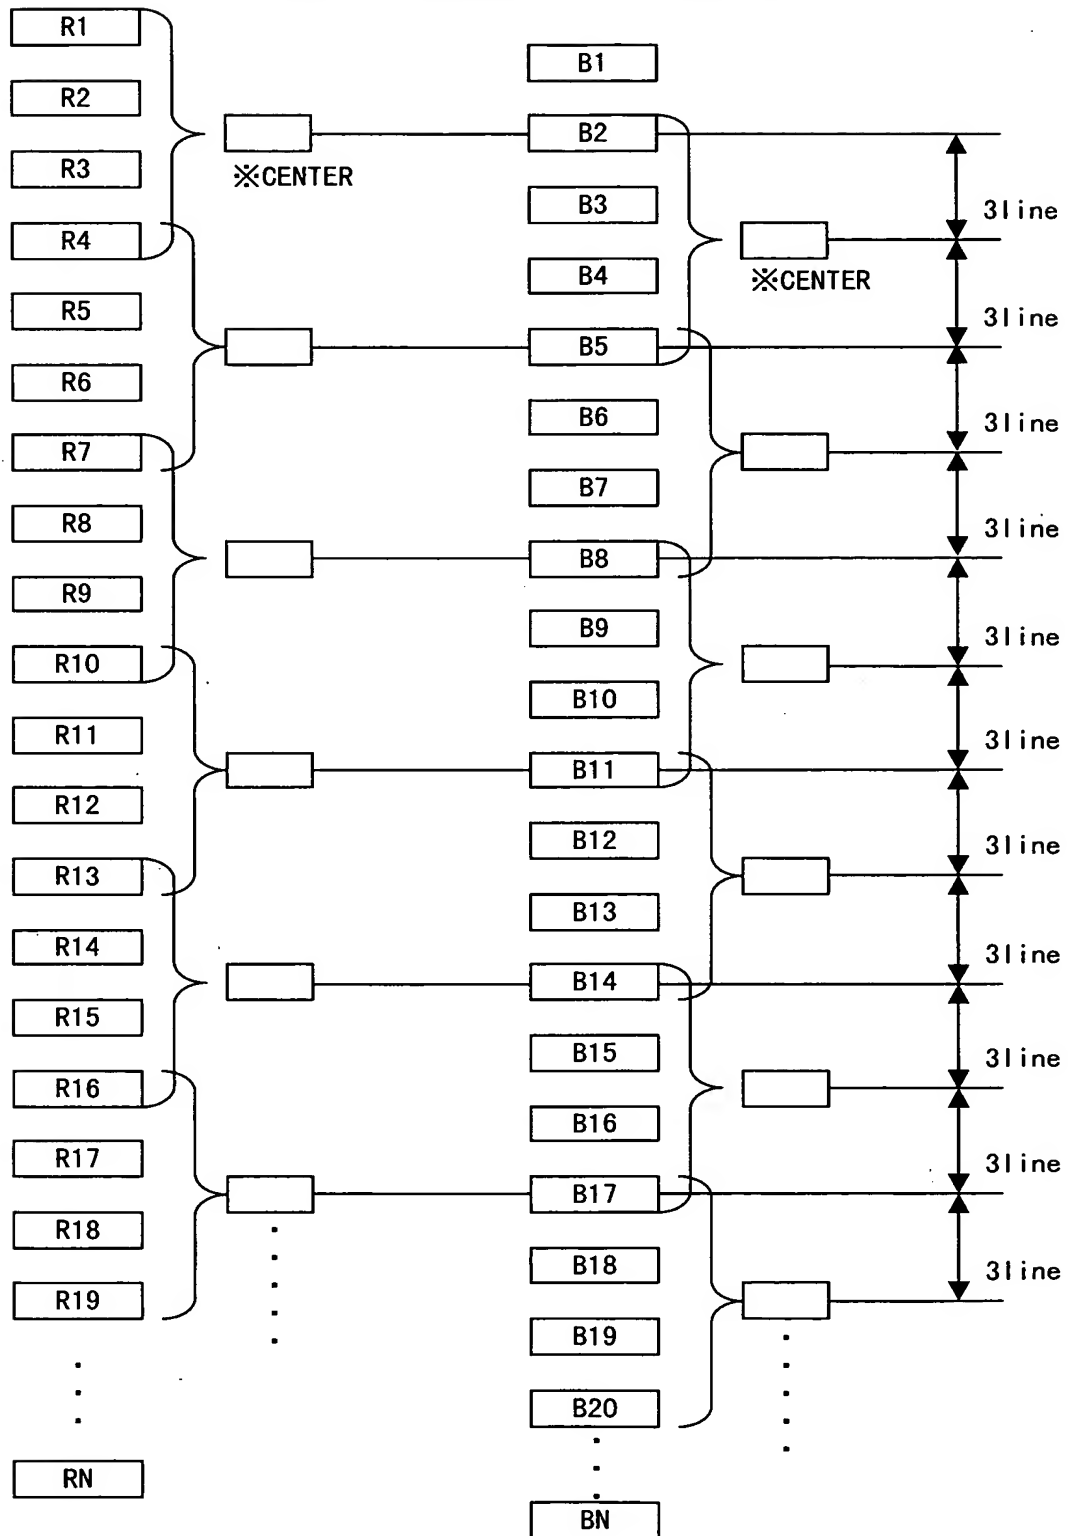 R1
B1
R2
B2
R3
※CENTER
B3
3line
R4
B4
※CENTER
R5
3line
B5
R6
B6
3line
R7
B7
R8
3line
B8
R9
B9
3line
R10
B10
R11
3line
B11
R12
B12
3line
R13
B13
R14
3line
B14
R15
B15
3line
R16
B16
R17
3line
B17
R18
B18
3line
R19
B19
B20
RN
BN